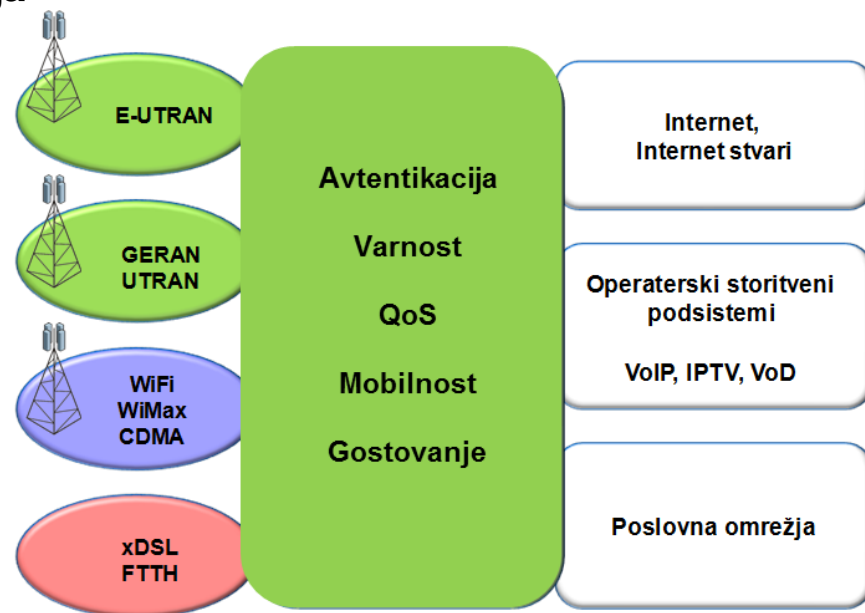 E-UTRAN
GERAN
UTRAN
WiFi
WiMax
CDMA
xDSL
FTTH
Avtentikacija
Varnost
QoS
Mobilnost
Gostovanje
Internet,
Internet stvari
Operaterski storitveni
podsistemi
VoIP, IPTV, VoD
Poslovna omrežja